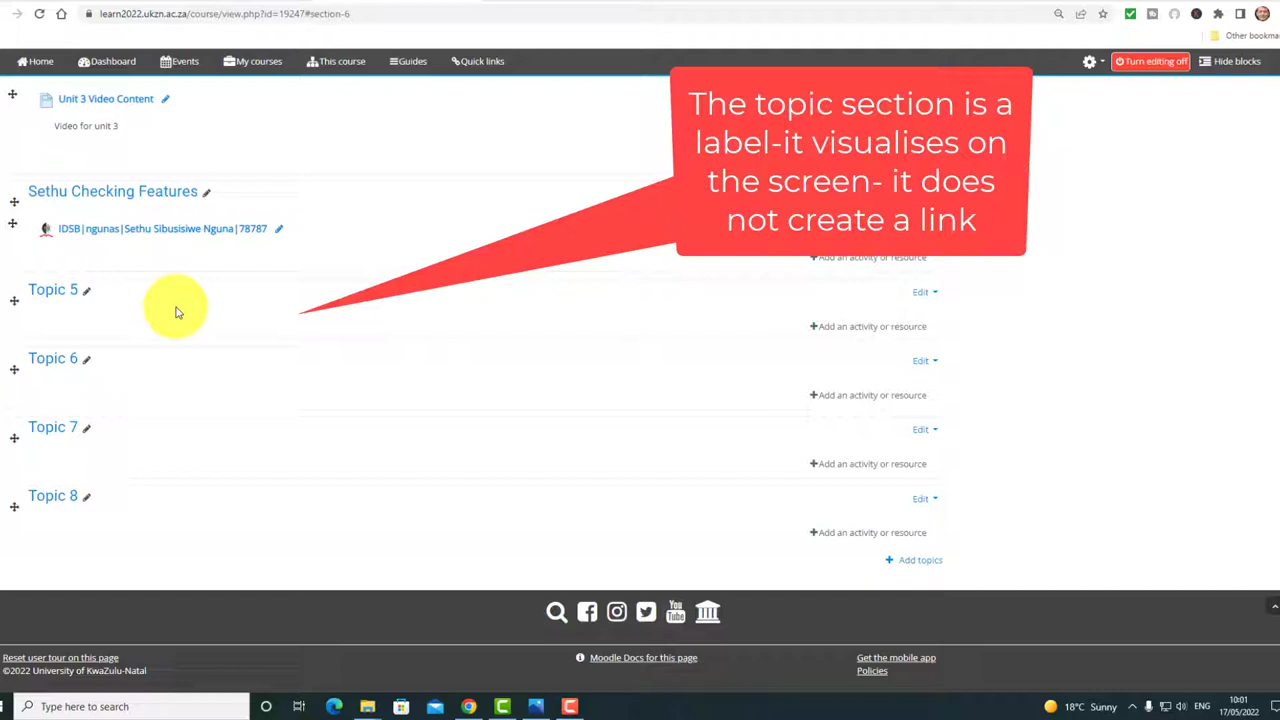 learn2022.ukzn.ac.za/course/view.php?id=19247#section-6
Other bookma
Home Dashboard Events My courses This course Guides Quick links Turn editing off Hide blocks
Unit 3 Video Content
Video for unit 3
The topic section is a
label-it visualises on
the screen- it does
not create a link
Sethu Checking Features
IDSB|ngunas|Sethu Sibusisiwe Nguna|78787
+Add an activity or resource
Topic 5
Edit
+Add an activity or resource
Topic 6
Edit
+Add an activity or resource
Topic 7
Edit
+Add an activity or resource
Topic 8
Edit
+Add an activity or resource
+ Add topics
You Tube
Reset user tour on this page
Moodle Docs for this page
Get the mobile app
©2022 University of KwaZulu-Natal
Policies
Type here to search
18°C Sunny
ENG
10:01
17/05/2022